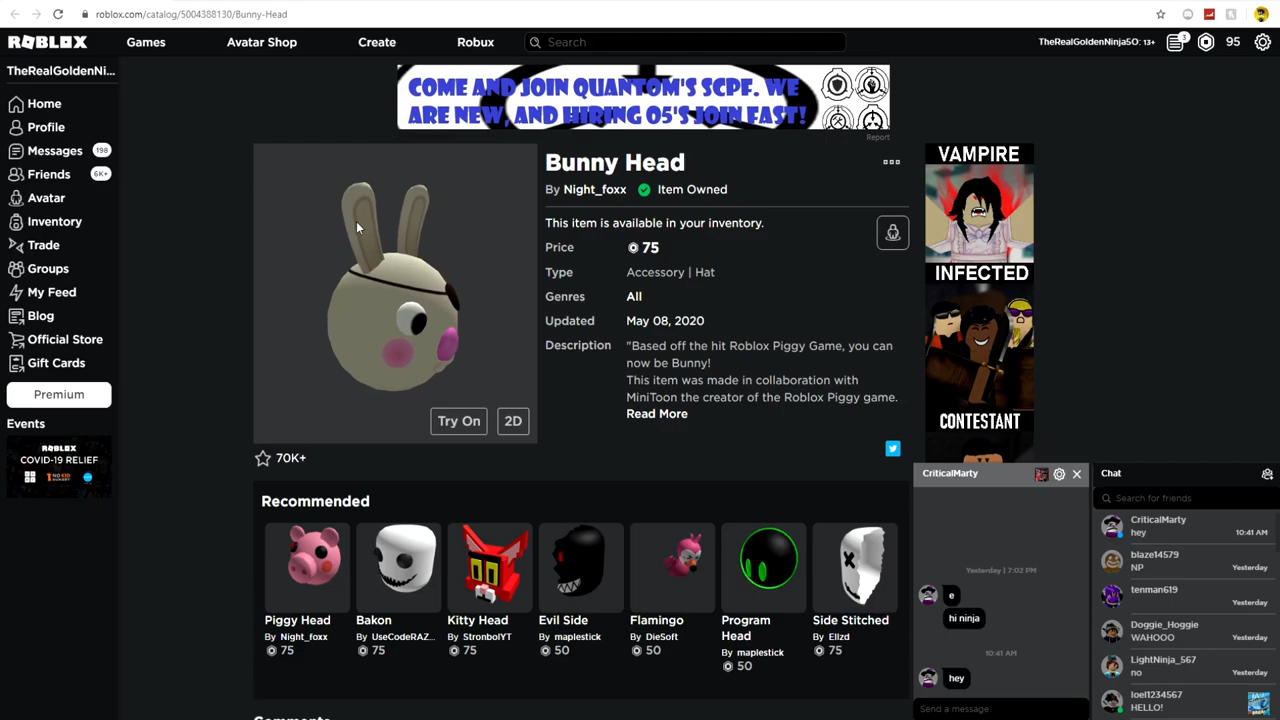 roblox.com/catalog/5004388130/Bunny-Head
ROBLOX
Games
Avatar Shop
Create
Robux
Search
TheRealGoldenNinja5O: 13+
3
95
TheRealGoldenNi...
Home
Profile
Messages
198
Friends
6K+
Avatar
Inventory
Trade
Groups
My Feed
Blog
Official Store
Gift Cards
Premium
Events
ROBLOX
COVID-19 RELIEF
COME AND JOIN QUANTOM'S SCPF. WE
ARE NEW, AND HIRING O5'S JOIN FAST!
Report
Try On
2D
70K+
Bunny Head
By Night_foxx
Item Owned
This item is available in your inventory.
Price
75
Type
Accessory | Hat
Genres
All
Updated
May 08, 2020
Description
"Based off the hit Roblox Piggy Game, you can
now be Bunny!
This item was made in collaboration with
MiniToon the creator of the Roblox Piggy game.
Read More
VAMPIRE
INFECTED
CONTESTANT
Recommended
Piggy Head
By Night_foxx
75
Bakon
By UseCodeRAZ...
75
Kitty Head
By StronbolYT
75
Evil Side
By maplestick
50
Flamingo
By DieSoft
50
Program
Head
By maplestick
50
Side Stitched
By Ellzd
75
Comments
CriticalMarty
Yesterday | 7:02 PM
e
hi ninja
10:41 AM
hey
Send a message
Chat
Search for friends
CriticalMarty
hey
10:41 AM
blaze14579
NP
Yesterday
tenman619
Yesterday
Doggie_Hoggie
WAHOOO
Yesterday
LightNinja_567
no
Yesterday
loel1234567
HELLO!